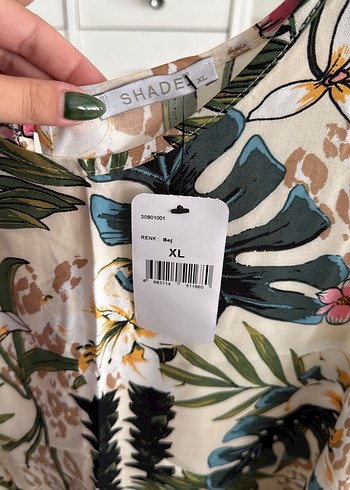 SHADE
XL
30901001
RENK: Bej
XL